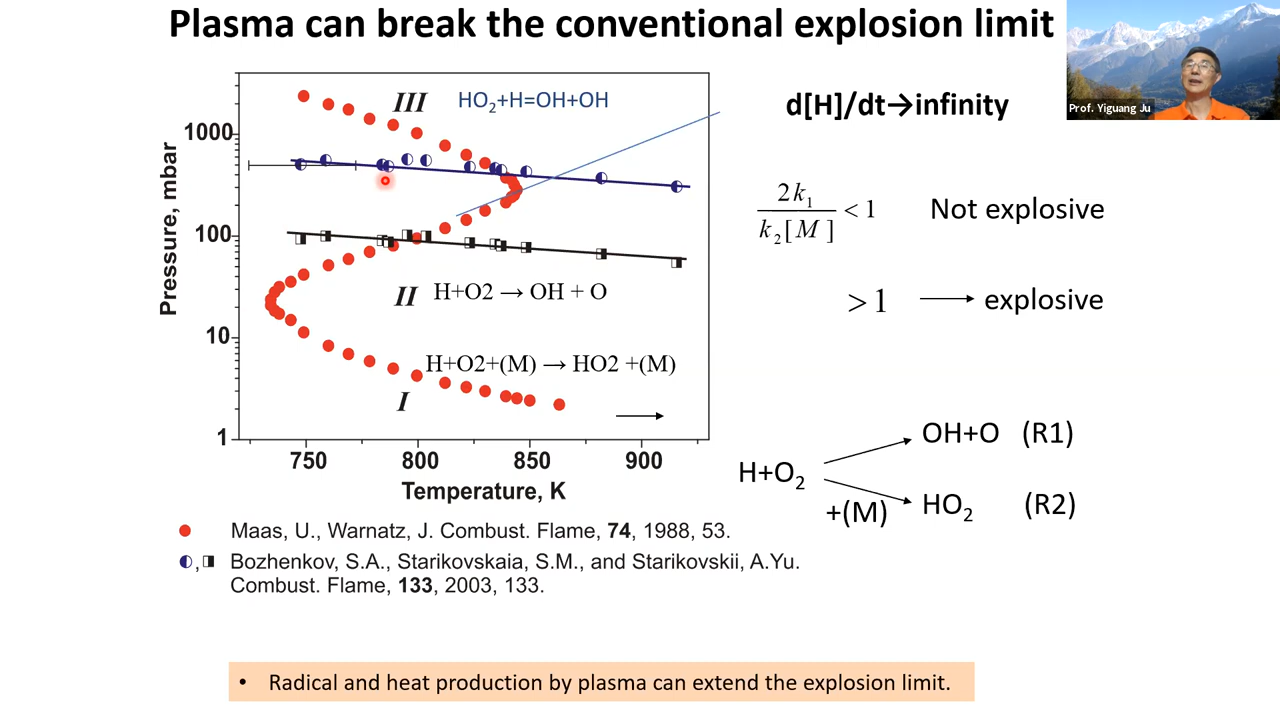 Plasma can break the conventional explosion limit
Prof. Yiguang Ju
III HO2+H=OH+OH
d[H]/dt→infinity
1000
100
10
1
Pressure, mbar
2k1
k2[M]
< 1 Not explosive
II H+O2 → OH + O
> 1 → explosive
H+O2+(M) → HO2 +(M)
I
750 800 850 900
Temperature, K
OH+O (R1)
H+O2
+(M) HO2 (R2)
Maas, U., Warnatz, J. Combust. Flame, 74, 1988, 53.
, Bozhenkov, S.A., Starikovskaia, S.M., and Starikovskii, A.Yu.
Combust. Flame, 133, 2003, 133.
• Radical and heat production by plasma can extend the explosion limit.